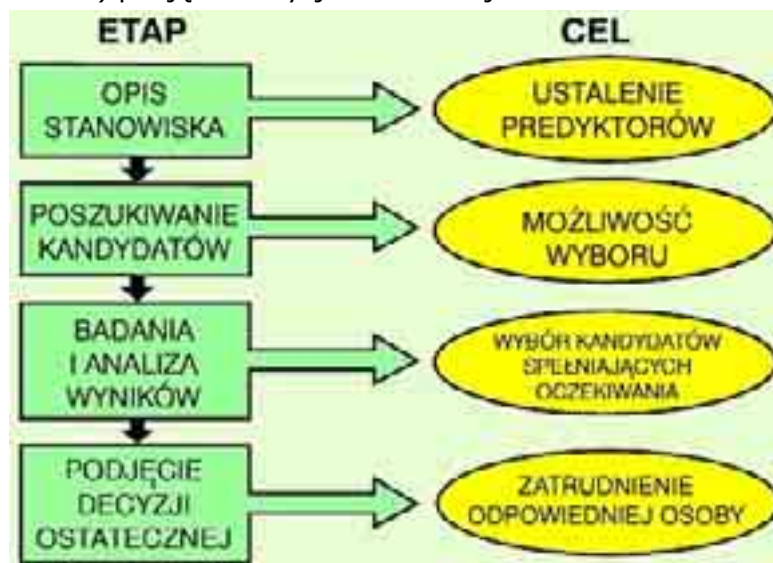 ETAP CEL
OPIS
STANOWISKA
USTALENIE
PREDYKTORÓW
POSZUKIWANIE
KANDYDATÓW
MOŻLIWOŚĆ
WYBORU
BADANIA
I ANALIZA
WYNIKÓW
WYBÓR KANDYDATÓW
SPEŁNIAJĄCYCH
OCZEKIWANIA
PODJĘCIE
DECYZJI
OSTATECZNEJ
ZATRUDNIENIE
ODPOWIEDNIEJ OSOBY